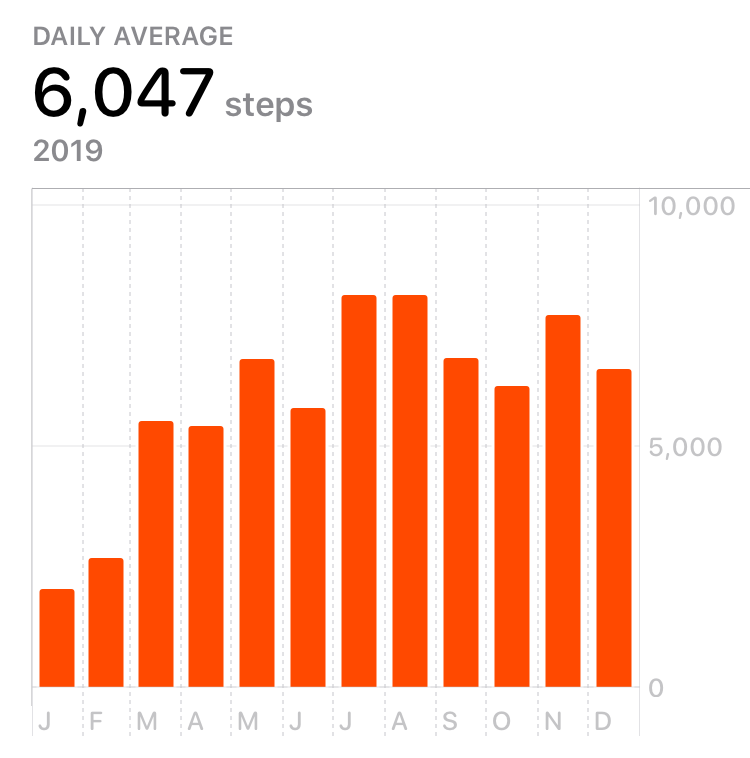 DAILY AVERAGE
6,047 steps
2019
10,000
5,000
0
J F M A M J J A S O N D